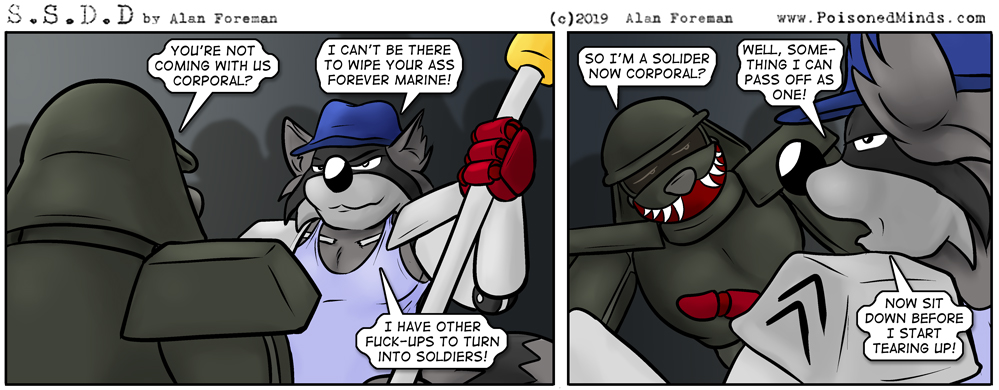 S.S.D.D by Alan Foreman
(c)2019 Alan Foreman www.PoisonedMinds.com
YOU'RE NOT
COMING WITH US
CORPORAL?
I CAN'T BE THERE
TO WIPE YOUR ASS
FOREVER MARINE!
I HAVE OTHER
FUCK-UPS TO TURN
INTO SOLDIERS!
SO I'M A SOLIDER
NOW CORPORAL?
WELL, SOME-
THING I CAN
PASS OFF AS
ONE!
NOW SIT
DOWN BEFORE
I START
TEARING UP!